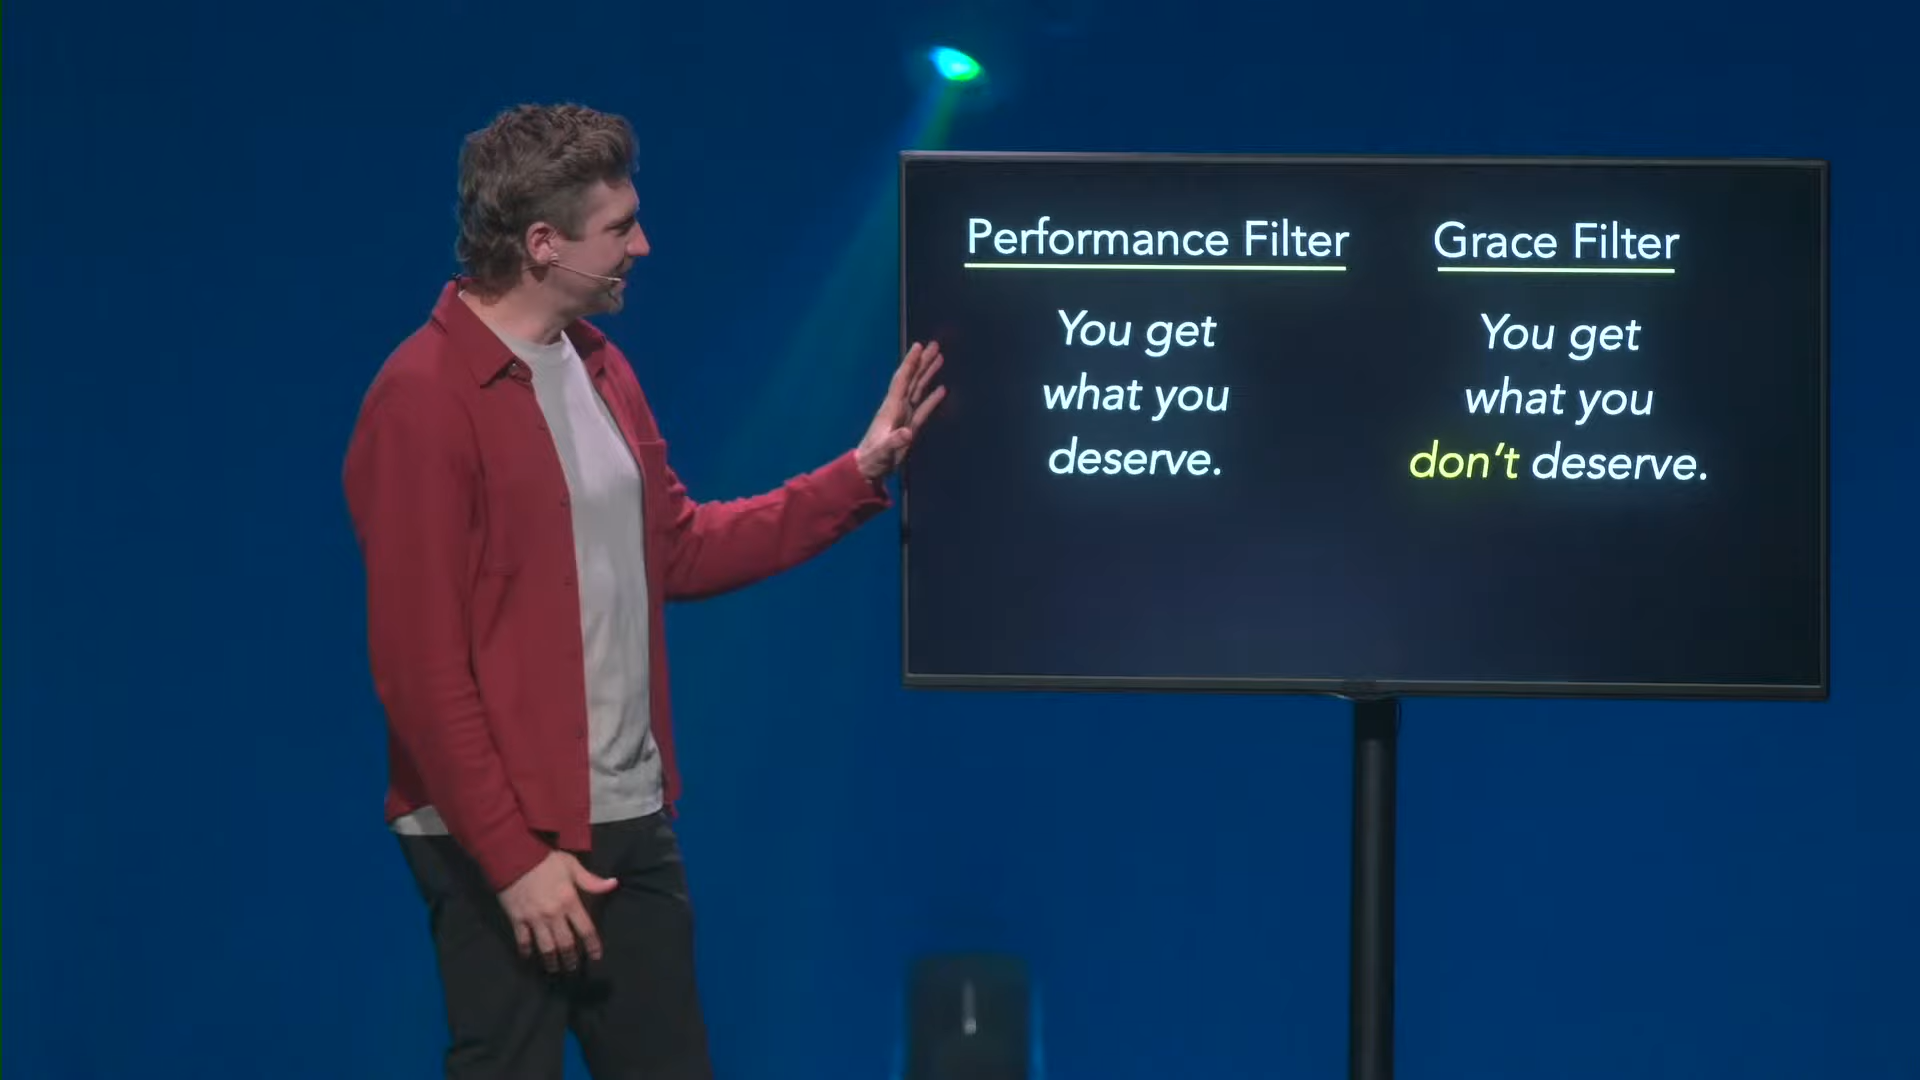 Performance Filter
You get
what you
deserve.
Grace Filter
You get
what you
don't deserve.